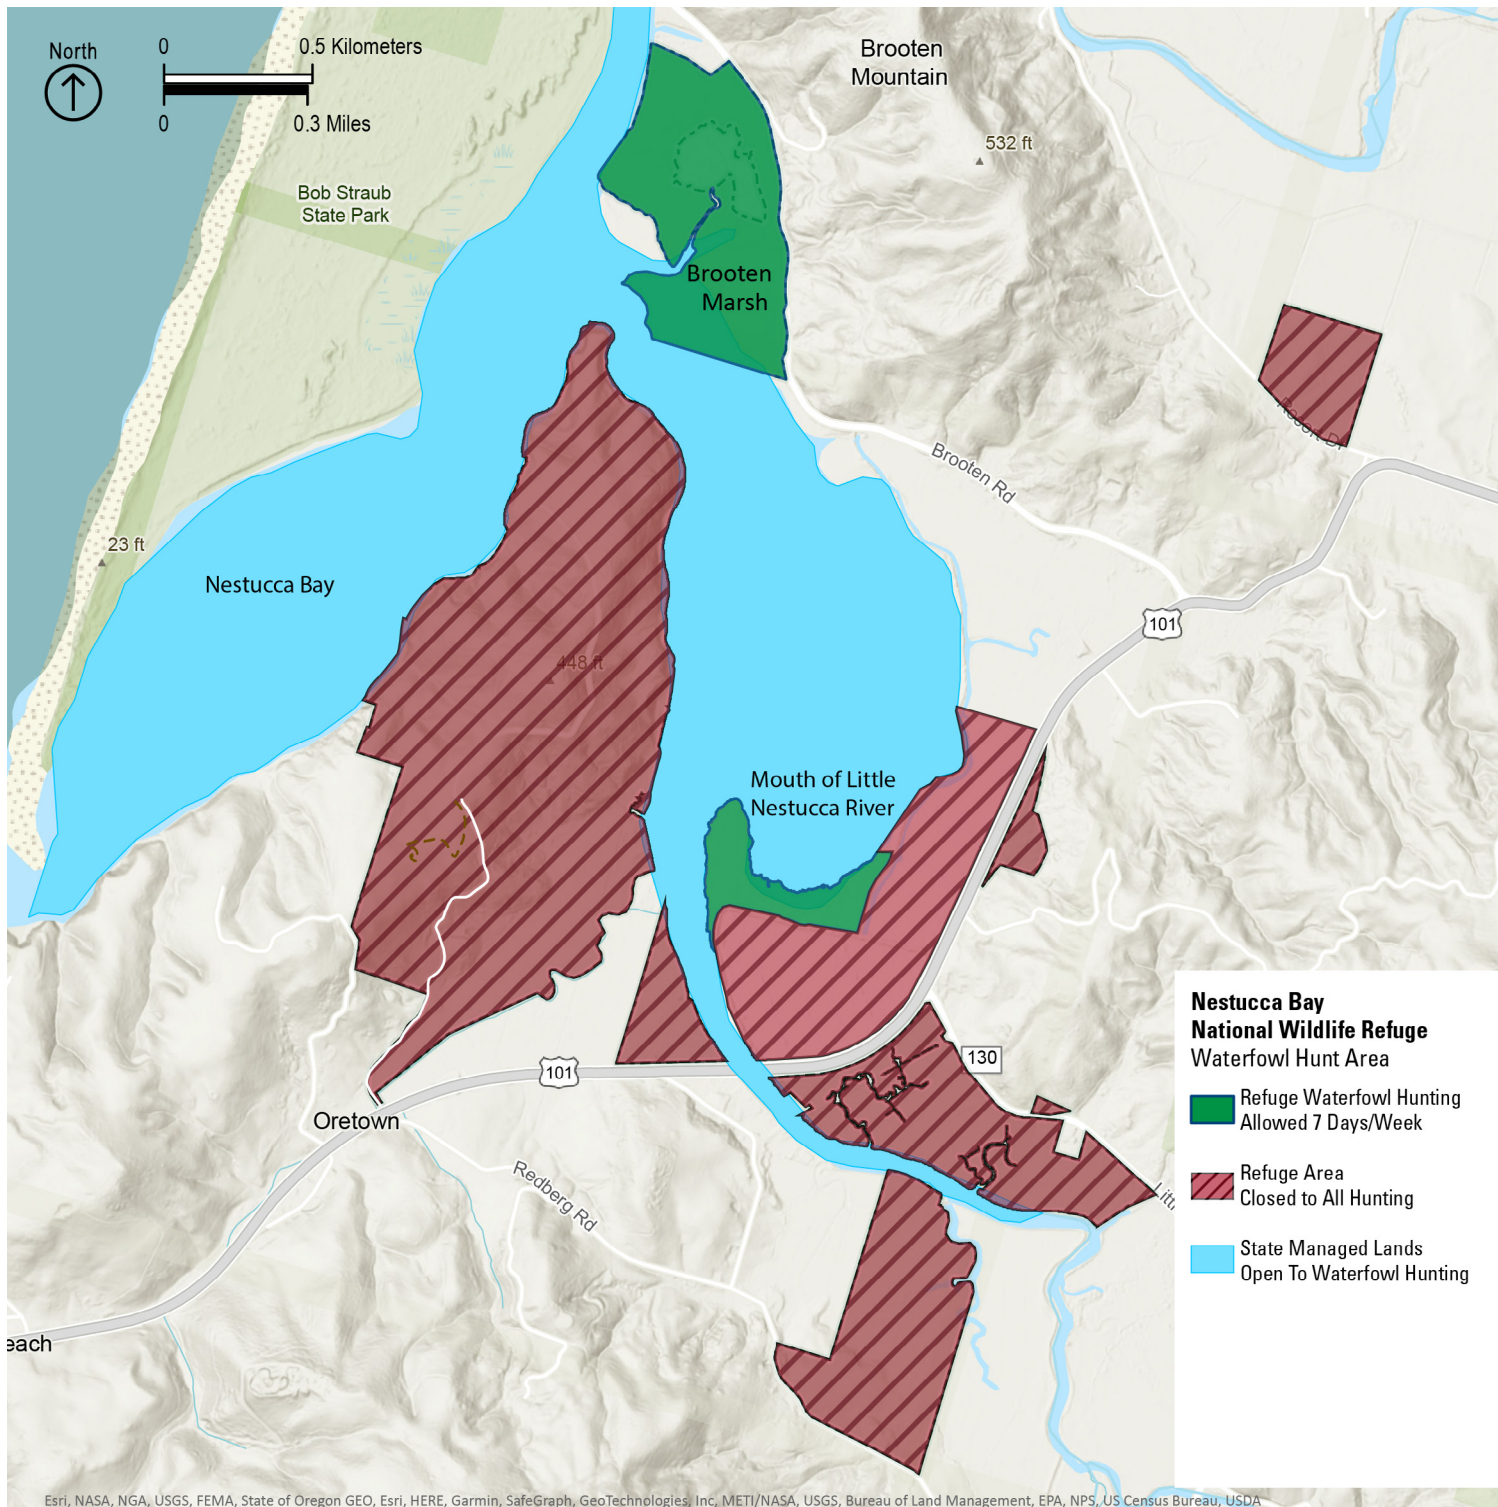 North
0
0.5 Kilometers
0
0.3 Miles
Brooten
Mountain
532 ft
Bob Straub
State Park
Brooten
Marsh
Resort Dr
Brooten Rd
23 ft
Nestucca Bay
101
448 ft
Mouth of Little
Nestucca River
Nestucca Bay
National Wildlife Refuge
Waterfowl Hunt Area
Refuge Waterfowl Hunting
Allowed 7 Days/Week
Refuge Area
Closed to All Hunting
State Managed Lands
Open To Waterfowl Hunting
130
101
Oretown
Redberg Rd
Littl
each
Esri, NASA, NGA, USGS, FEMA, State of Oregon GEO, Esri, HERE, Garmin, SafeGraph, GeoTechnologies, Inc, METI/NASA, USGS, Bureau of Land Management, EPA, NPS, US Census Bureau, USDA